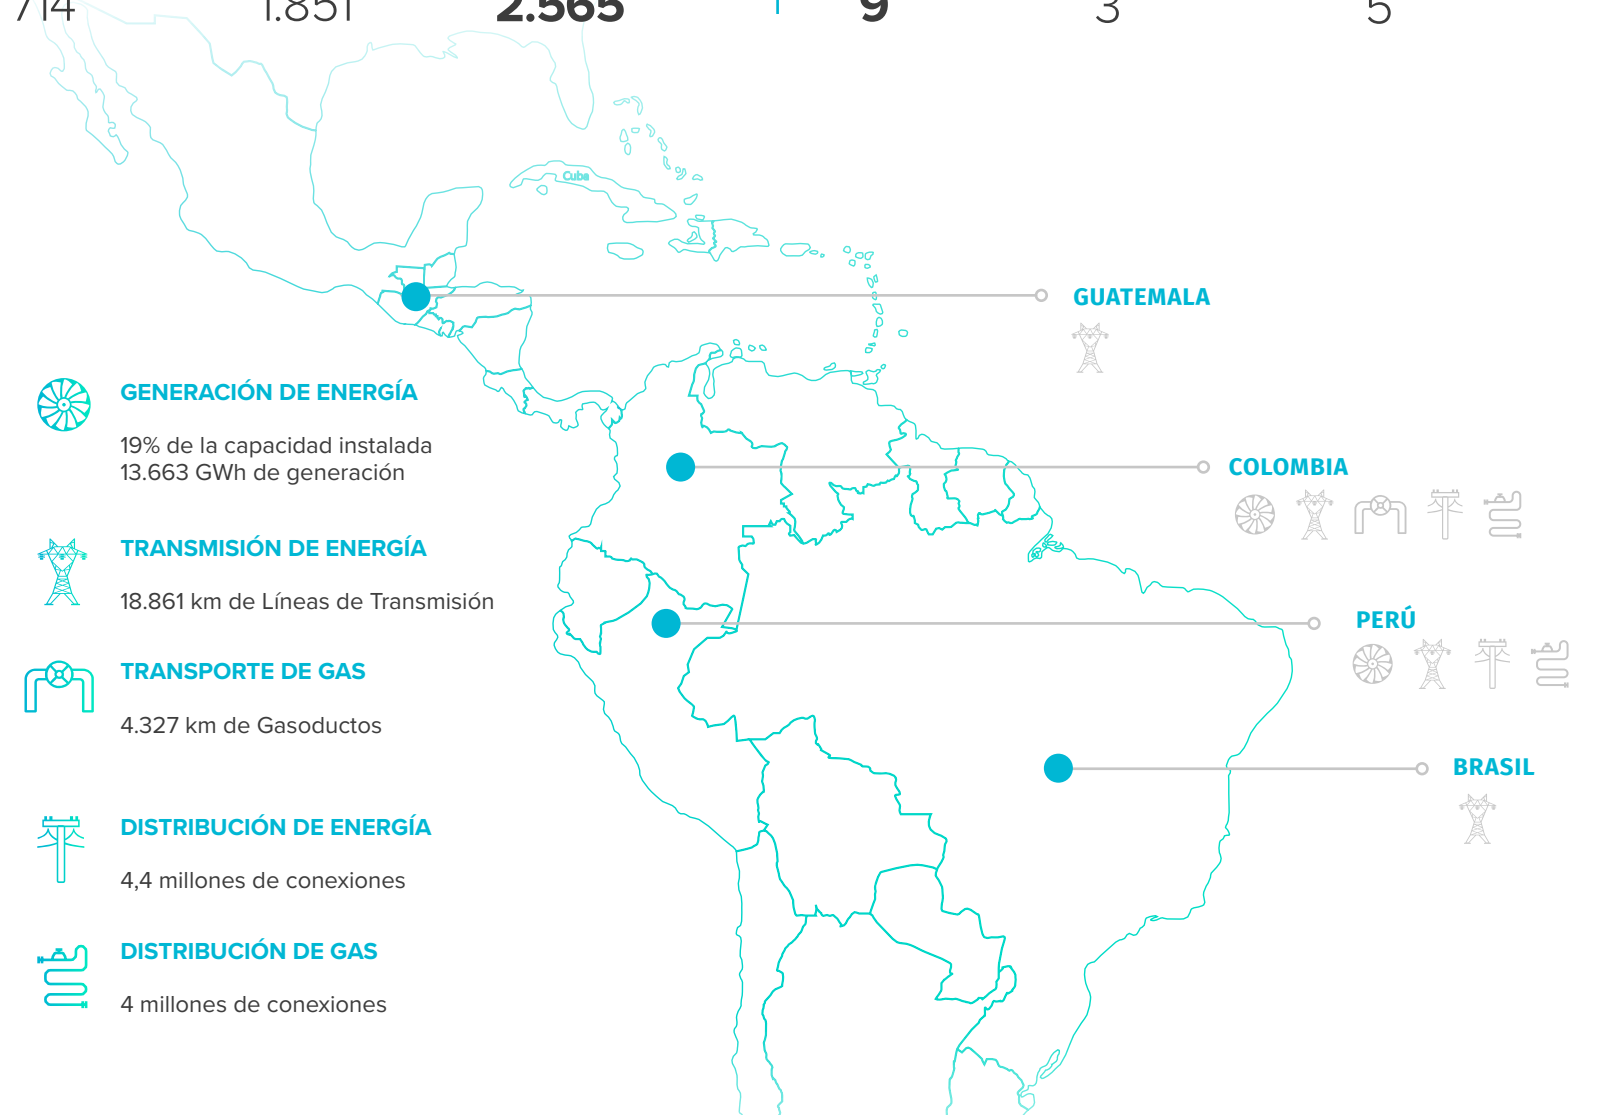 714 1.851 2.565 9 3 5
Cuba
GUATEMALA
GENERACIÓN DE ENERGÍA
19% de la capacidad instalada
13.663 GWh de generación
COLOMBIA
TRANSMISIÓN DE ENERGÍA
18.861 km de Líneas de Transmisión
PERÚ
TRANSPORTE DE GAS
4.327 km de Gasoductos
BRASIL
DISTRIBUCIÓN DE ENERGÍA
4,4 millones de conexiones
DISTRIBUCIÓN DE GAS
4 millones de conexiones